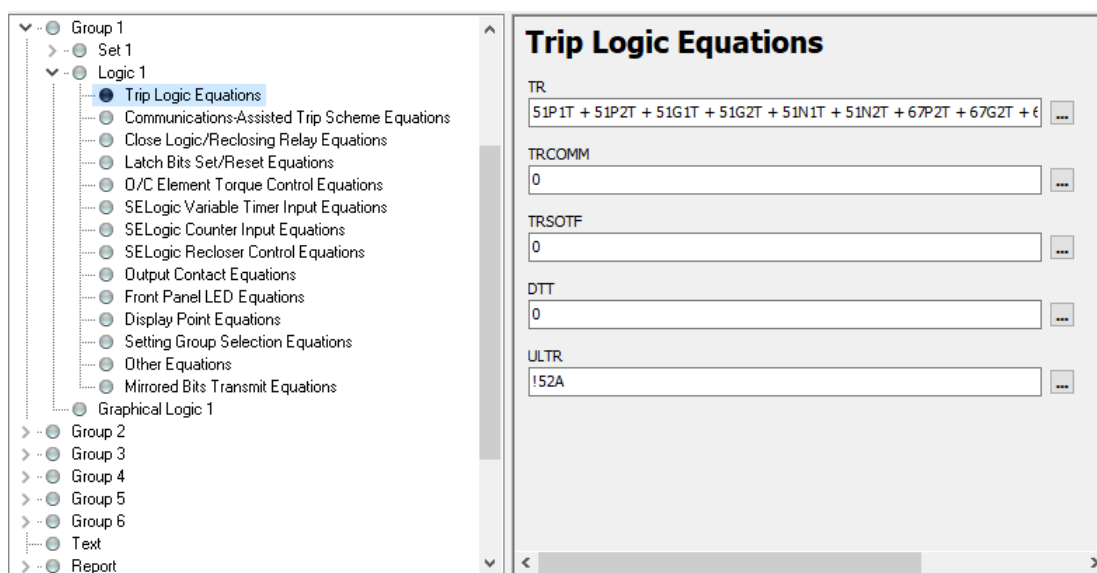 Group 1
Set 1
Logic 1
Trip Logic Equations
Communications-Assisted Trip Scheme Equations
Close Logic/Reclosing Relay Equations
Latch Bits Set/Reset Equations
O/C Element Torque Control Equations
SELogic Variable Timer Input Equations
SELogic Counter Input Equations
SELogic Recloser Control Equations
Output Contact Equations
Front Panel LED Equations
Display Point Equations
Setting Group Selection Equations
Other Equations
Mirrored Bits Transmit Equations
Graphical Logic 1
Group 2
Group 3
Group 4
Group 5
Group 6
Text
Report
Trip Logic Equations
TR
51P1T + 51P2T + 51G1T + 51G2T + 51N1T + 51N2T + 67P2T + 67G2T +
...
TRCOMM
0
...
TRSOTF
0
...
DTT
0
...
ULTR
!52A
...